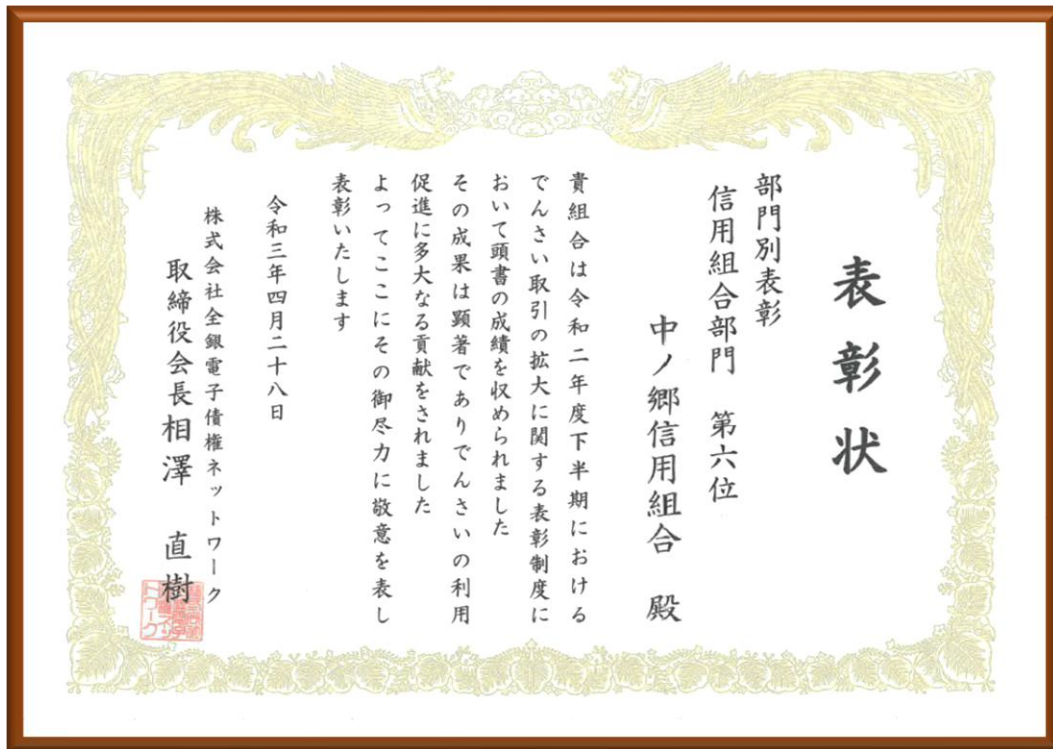 表彰状
部門別表彰
信用組合部門 第六位
中ノ郷信用組合 殿
貴組合は令和二年度下半期における
でんさい取引の拡大に関する表彰制度に
おいて頭書の成績を収められました
その成果は顕著でありでんさいの利用
促進に多大なる貢献をされました
よってここにその御尽力に敬意を表し
表彰いたします
令和三年四月二十八日
株式会社全銀電子債権ネットワーク
取締役会長相澤 直樹